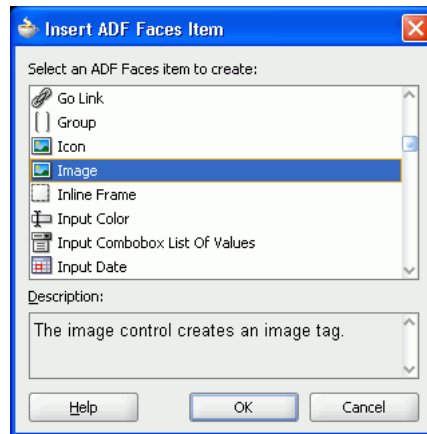 Insert ADF Faces Item
Select an ADF Faces item to create:
Go Link
Group
Icon
Image
Inline Frame
Input Color
Input Combobox List Of Values
Input Date
Description:
The image control creates an image tag.
Help OK Cancel